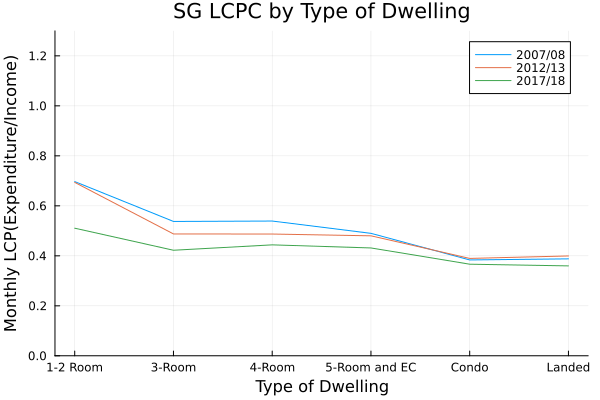 SG LCPC by Type of Dwelling
2007/08
2012/13
2017/18
Monthly LCP(Expenditure/Income)
1.2
1.0
0.8
0.6
0.4
0.2
0.0
1-2 Room 3-Room 4-Room 5-Room and EC Condo Landed
Type of Dwelling